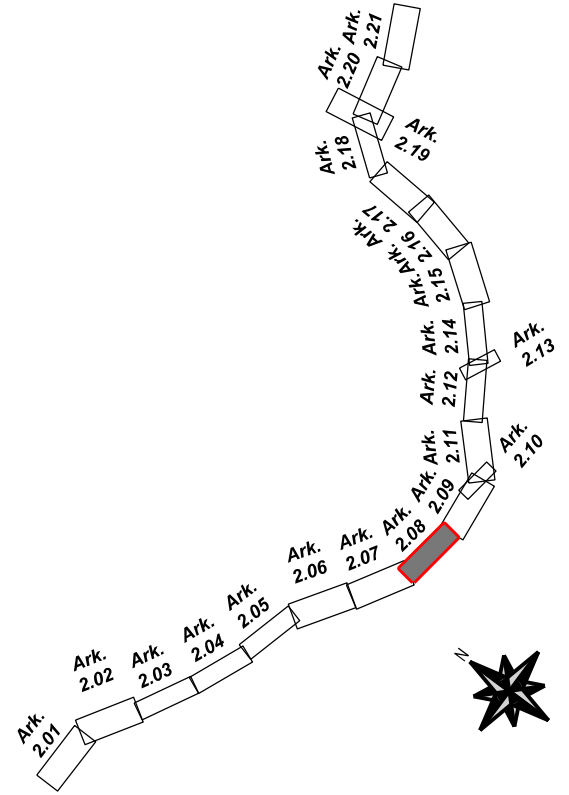 Ark.
2.21
Ark.
2.20
Ark.
2.19
Ark.
2.18
Ark.
2.17
Ark.
2.16
Ark.
2.15
Ark.
2.14
Ark.
2.13
Ark.
2.12
Ark.
2.11
Ark.
2.10
Ark.
2.09
Ark.
2.08
Ark.
2.07
Ark.
2.06
Ark.
2.05
Ark.
2.04
Ark.
2.03
Ark.
2.02
Ark.
2.01
N